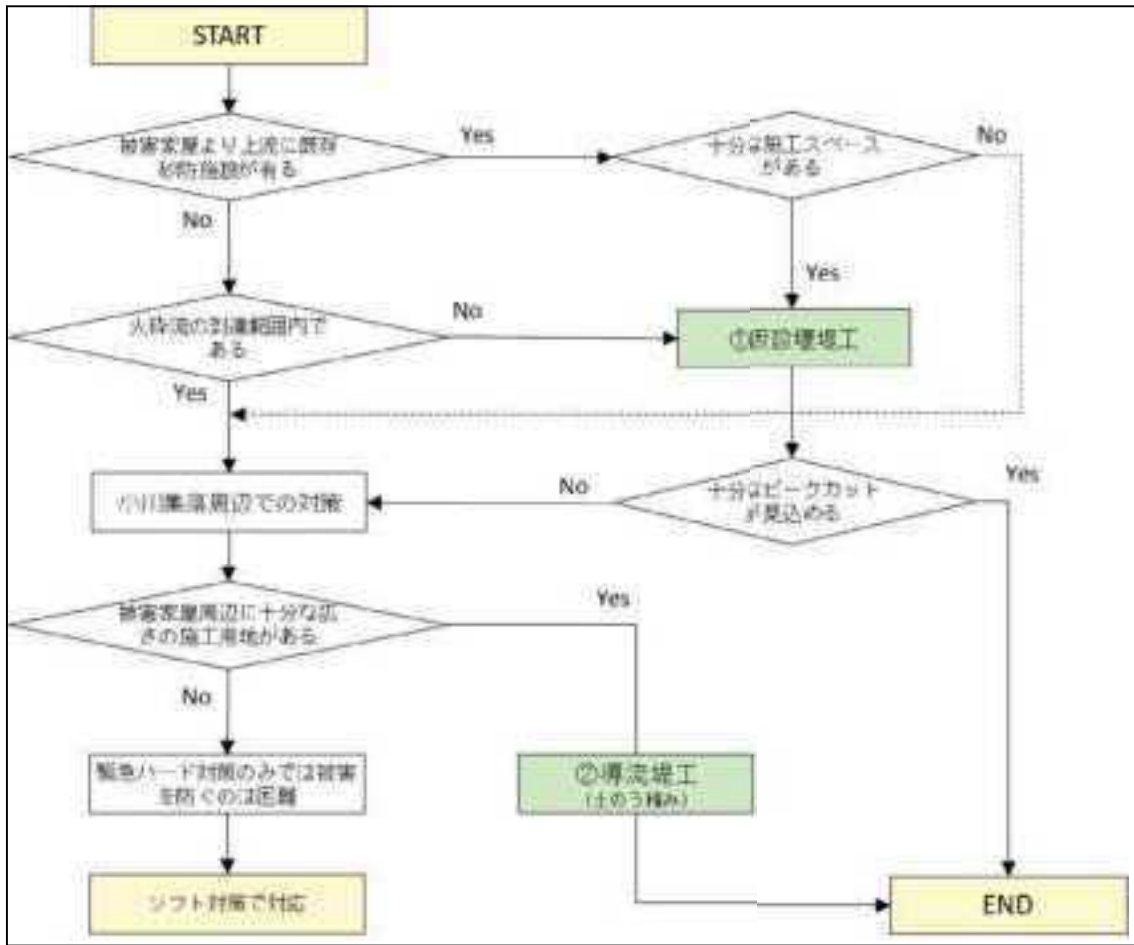 START
被害家屋より上流に既存
砂防施設が有る
Yes
十分な施工スペース
がある
No
No
Yes
火砕流の到達範囲内で
ある
No
①仮設堰堤工
Yes
小川集落周辺での対策
No
十分なピークカット
が見込める
Yes
被害家屋周辺に十分な広
さの施工用地がある
Yes
No
緊急ハード対策のみでは被害
を防ぐのは困難
②導流堤工
(土のう積み)
ソフト対策で対応
END